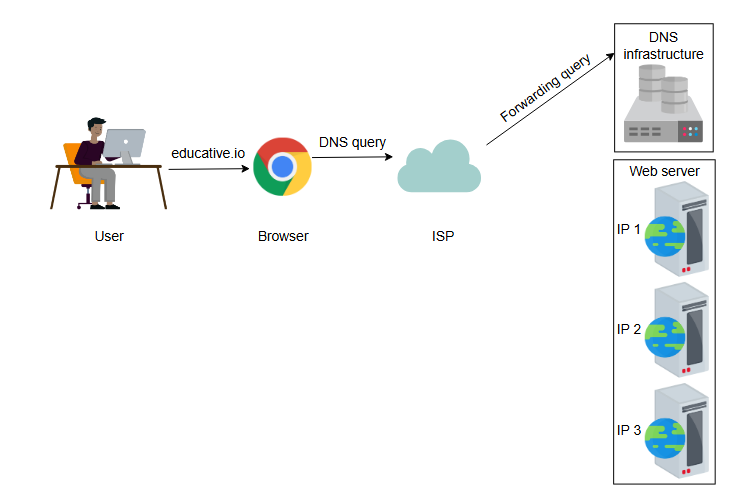 DNS
infrastructure
Forwarding query
educative.io
DNS query
Web server
User
Browser
ISP
IP 1
IP 2
IP 3